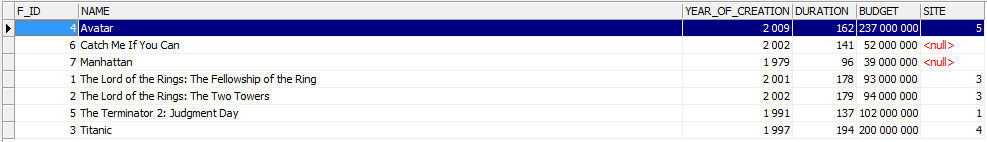 F_ID NAME YEAR_OF_CREATION DURATION BUDGET SITE
4 Avatar 2 009 162 237 000 000 5
6 Catch Me If You Can 2 002 141 52 000 000 <null>
7 Manhattan 1 979 96 39 000 000 <null>
1 The Lord of the Rings: The Fellowship of the Ring 2 001 178 93 000 000 3
2 The Lord of the Rings: The Two Towers 2 002 179 94 000 000 3
5 The Terminator 2: Judgment Day 1 991 137 102 000 000 1
3 Titanic 1 997 194 200 000 000 4